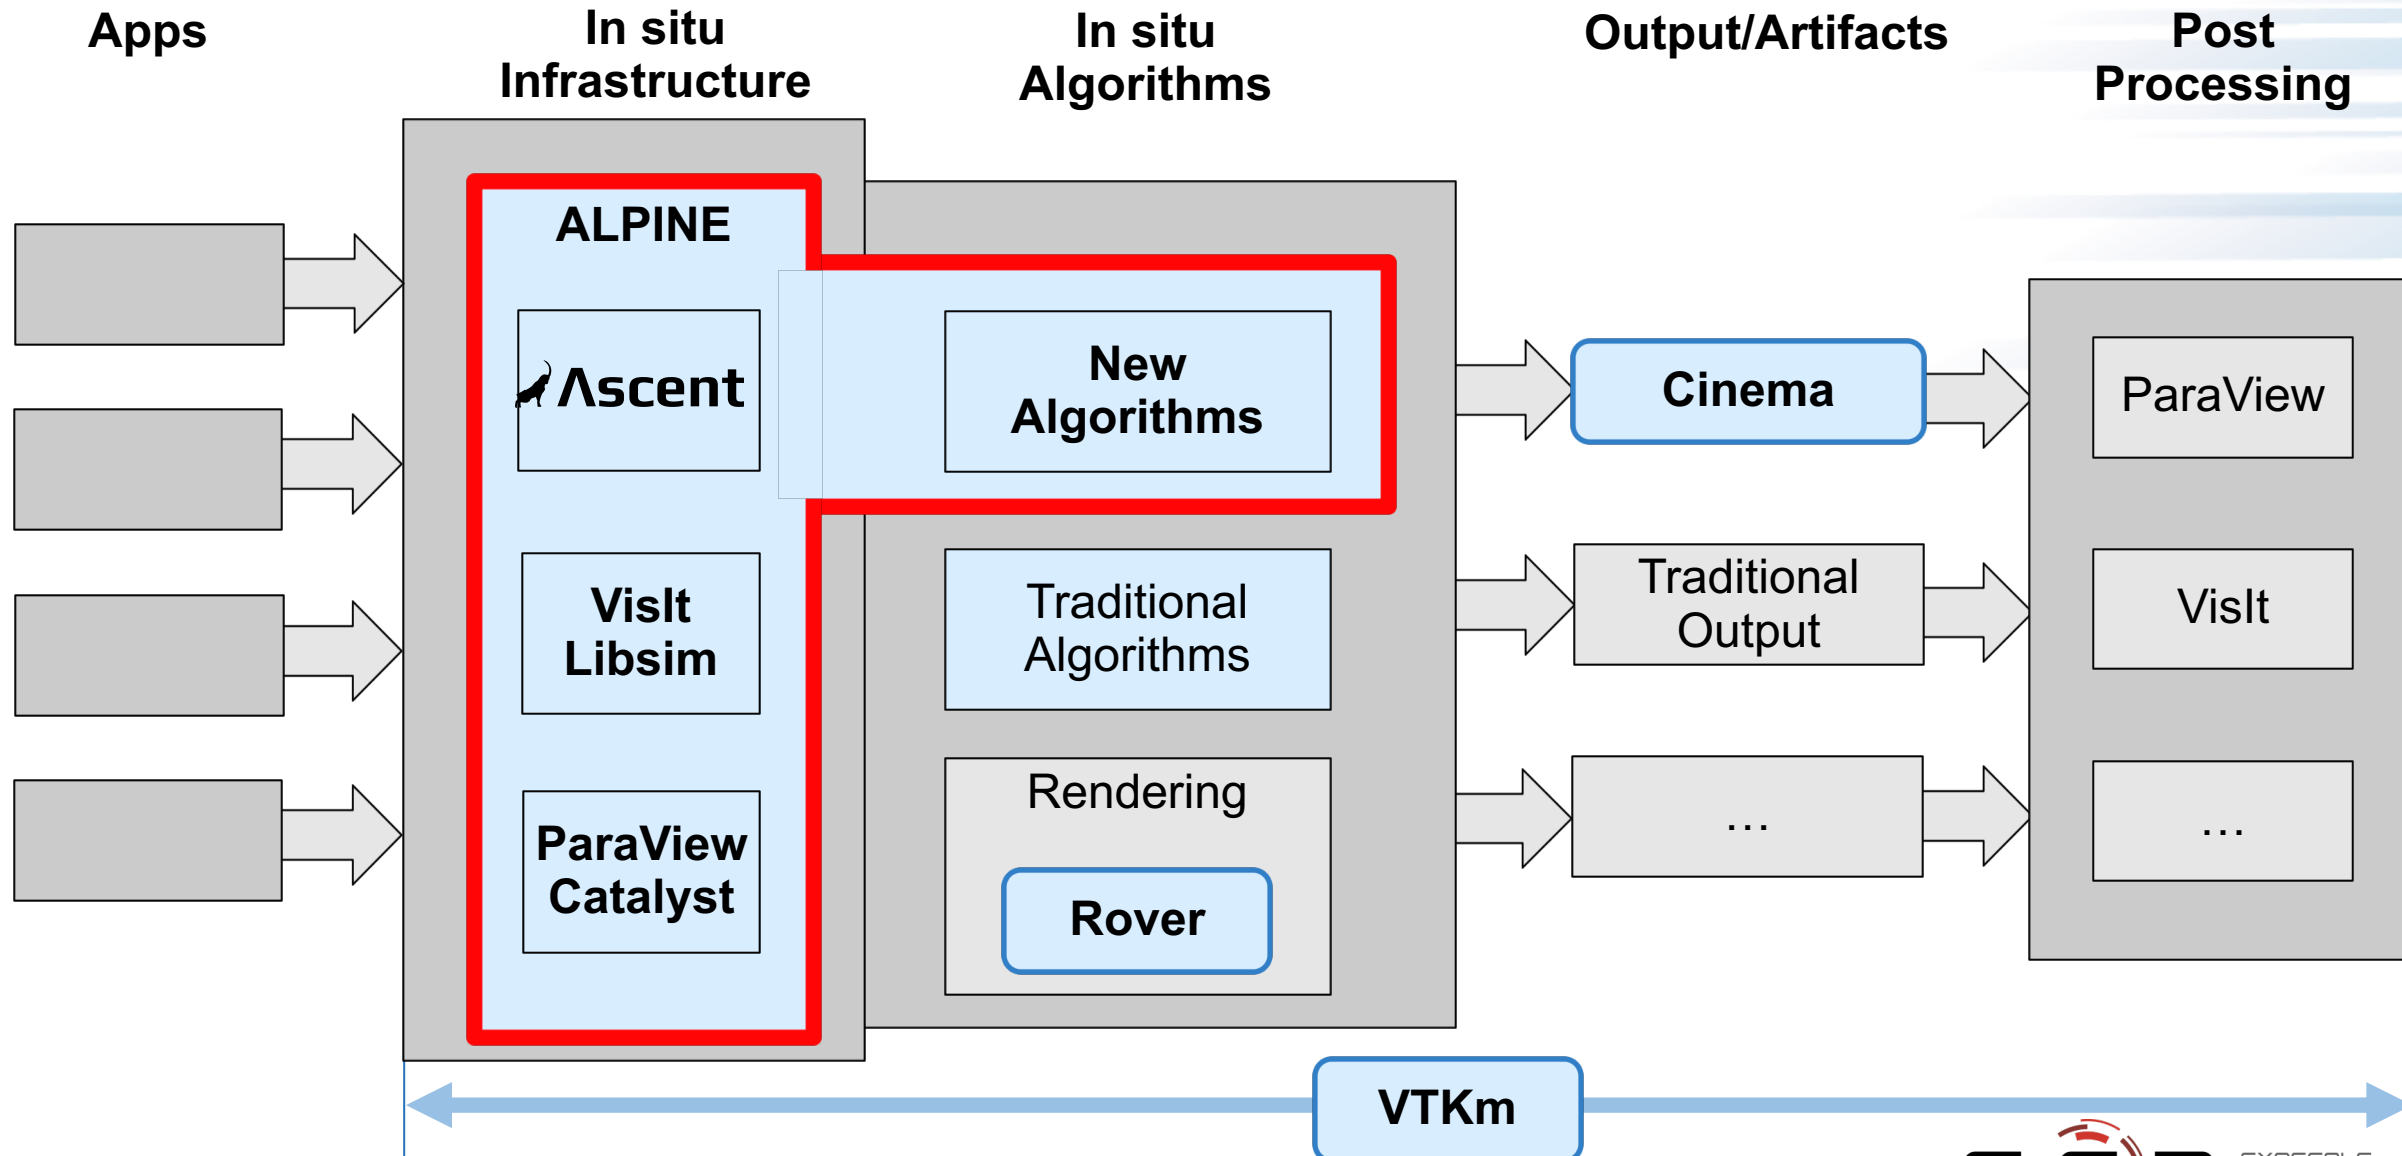 Apps
In situ
Infrastructure
In situ
Algorithms
Output/Artifacts
Post
Processing
ALPINE
Ascent
New
Algorithms
Cinema
ParaView
VisIt
Libsim
Traditional
Algorithms
Traditional
Output
VisIt
ParaView
Catalyst
Rendering
Rover
...
...
VTKm